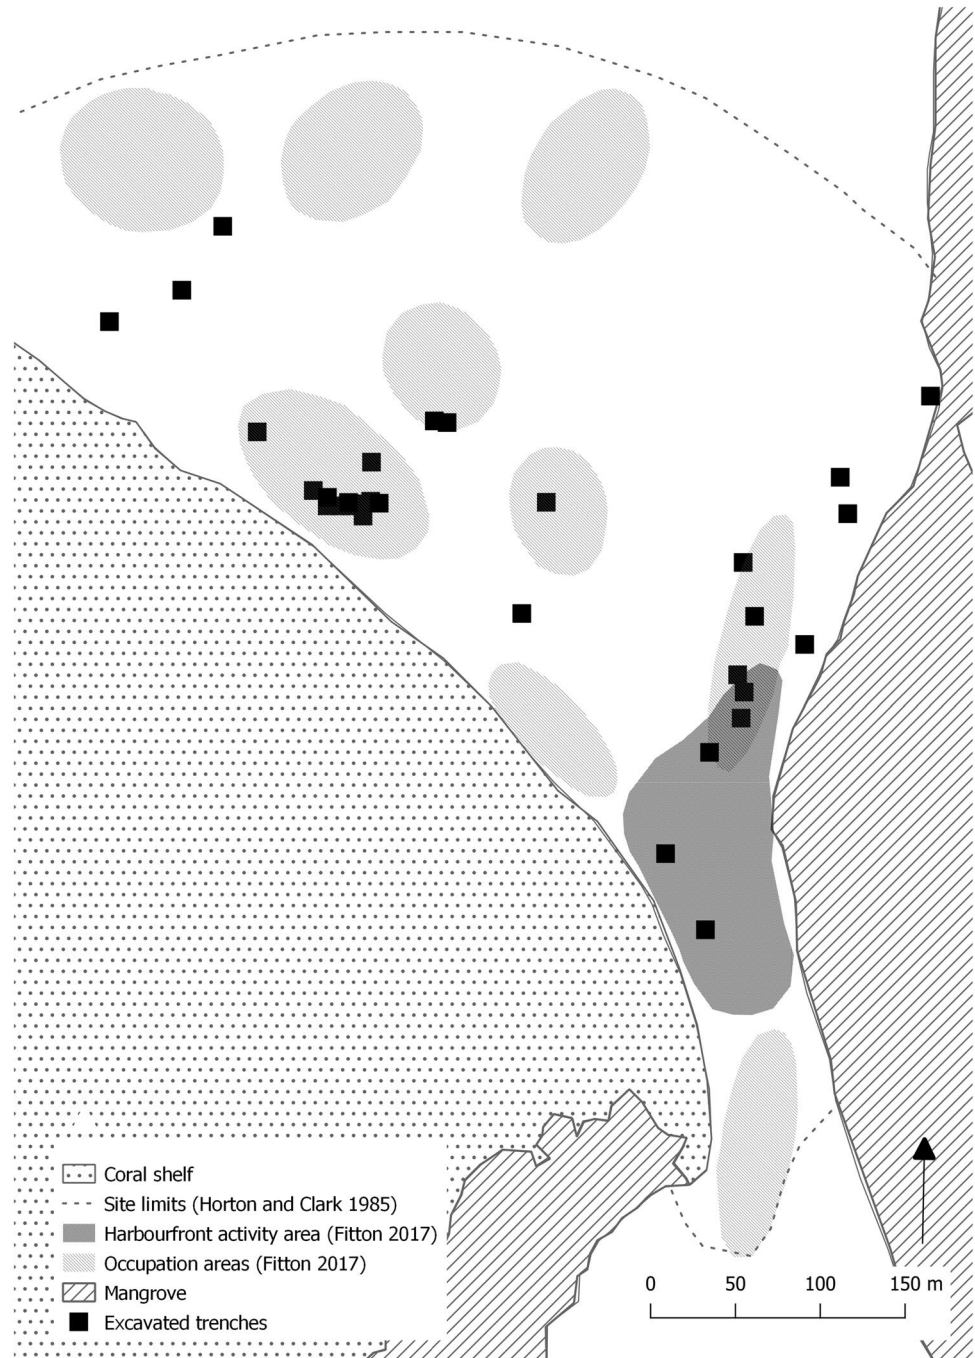 Coral shelf
Site limits (Horton and Clark 1985)
Harbourfront activity area (Fitton 2017)
Occupation areas (Fitton 2017)
Mangrove
Excavated trenches
0 50 100 150 m